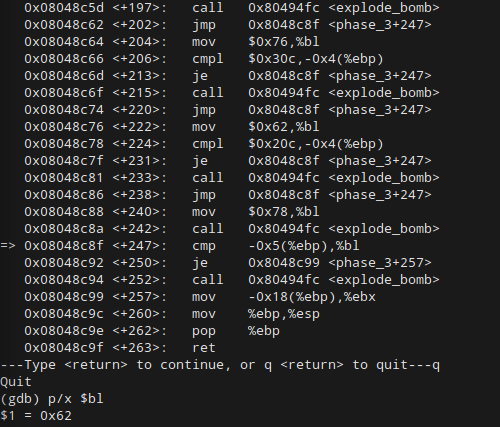 0x08048c5d <+197>: call 0x80494fc <explode_bomb>
0x08048c62 <+202>: jmp 0x8048c8f <phase_3+247>
0x08048c64 <+204>: mov $0x76,%bl
0x08048c66 <+206>: cmpl $0x30c,-0x4(%ebp)
0x08048c6d <+213>: je 0x8048c8f <phase_3+247>
0x08048c6f <+215>: call 0x80494fc <explode_bomb>
0x08048c74 <+220>: jmp 0x8048c8f <phase_3+247>
0x08048c76 <+222>: mov $0x62,%bl
0x08048c78 <+224>: cmpl $0x20c,-0x4(%ebp)
0x08048c7f <+231>: je 0x8048c8f <phase_3+247>
0x08048c81 <+233>: call 0x80494fc <explode_bomb>
0x08048c86 <+238>: jmp 0x8048c8f <phase_3+247>
0x08048c88 <+240>: mov $0x78,%bl
0x08048c8a <+242>: call 0x80494fc <explode_bomb>
=> 0x08048c8f <+247>: cmp -0x5(%ebp),%bl
0x08048c92 <+250>: je 0x8048c99 <phase_3+257>
0x08048c94 <+252>: call 0x80494fc <explode_bomb>
0x08048c99 <+257>: mov -0x18(%ebp),%ebx
0x08048c9c <+260>: mov %ebp,%esp
0x08048c9e <+262>: pop %ebp
0x08048c9f <+263>: ret
---Type <return> to continue, or q <return> to quit---q
Quit
(gdb) p/x $bl
$1 = 0x62